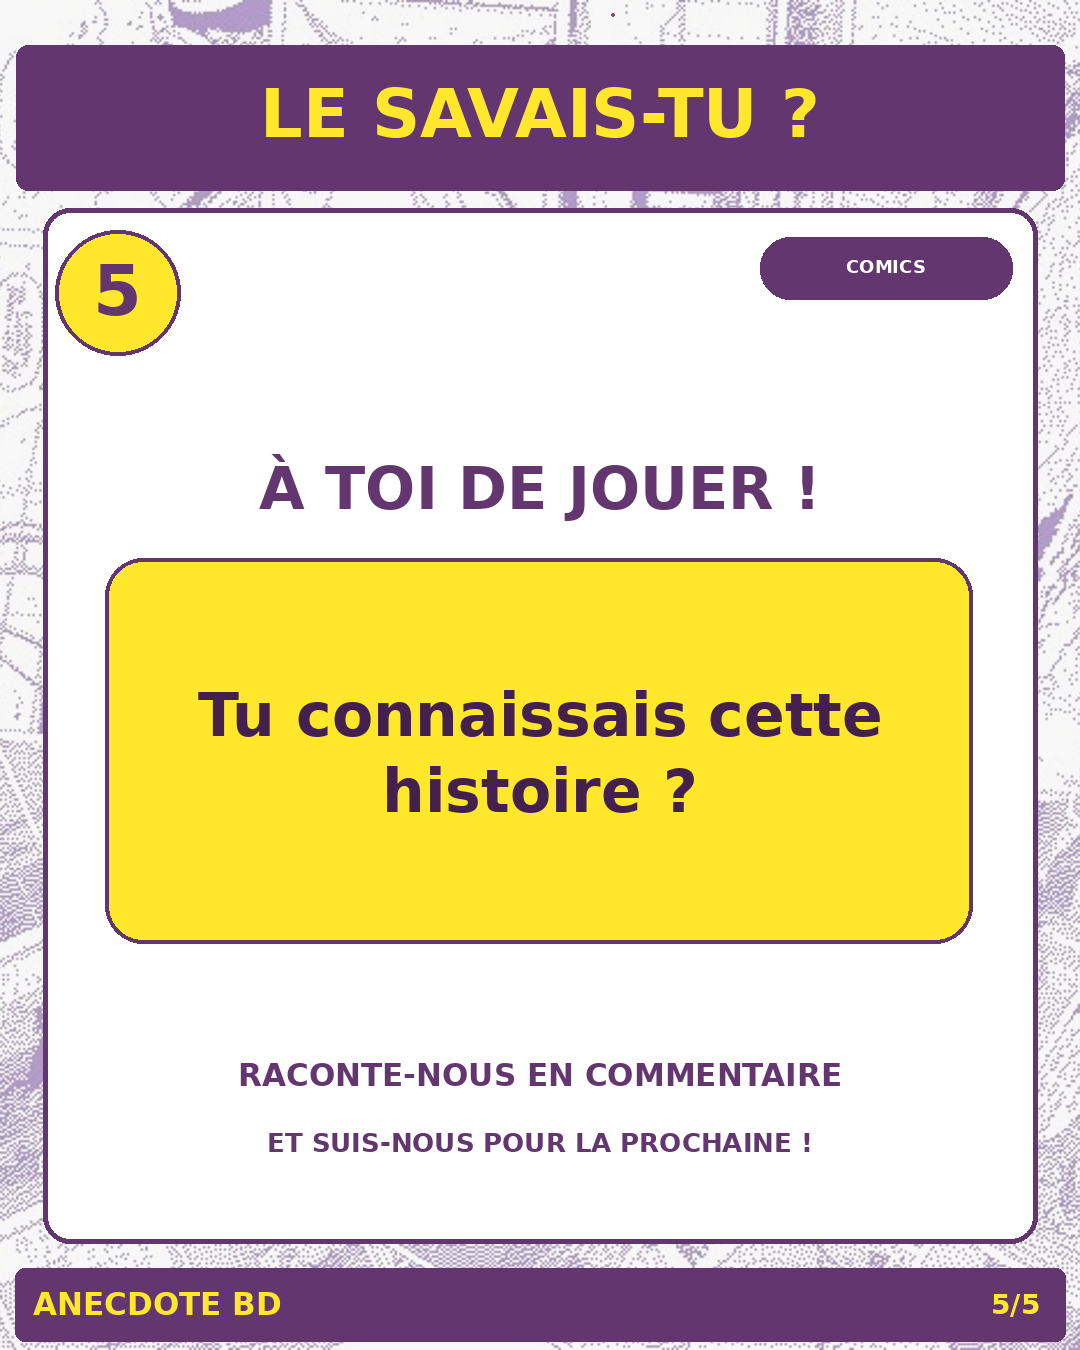 LE SAVAIS-TU ?
5
COMICS
À TOI DE JOUER !
Tu connaissais cette
histoire ?
RACONTE-NOUS EN COMMENTAIRE
ET SUIS-NOUS POUR LA PROCHAINE !
ANECDOTE BD
5/5